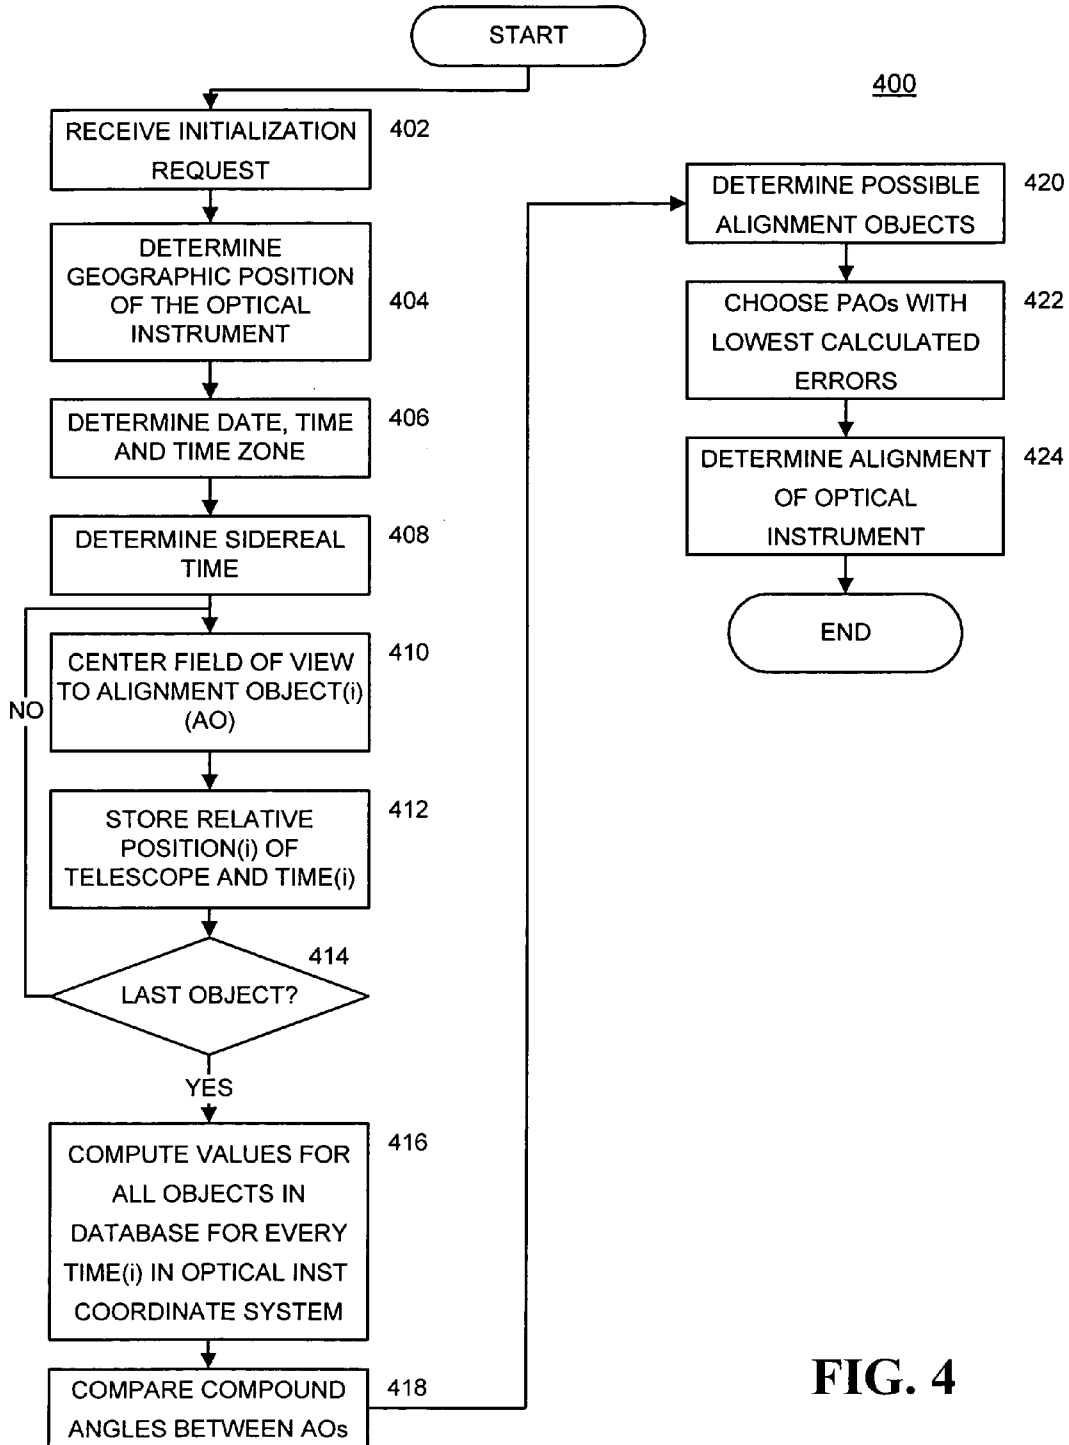 START
400
RECEIVE INITIALIZATION
REQUEST
402
DETERMINE
GEOGRAPHIC POSITION
OF THE OPTICAL
INSTRUMENT
404
DETERMINE DATE, TIME
AND TIME ZONE
406
DETERMINE SIDEREAL
TIME
408
CENTER FIELD OF VIEW
TO ALIGNMENT OBJECT(i)
(AO)
410
NO
STORE RELATIVE
POSITION(i) OF
TELESCOPE AND TIME(i)
412
LAST OBJECT?
414
YES
COMPUTE VALUES FOR
ALL OBJECTS IN
DATABASE FOR EVERY
TIME(i) IN OPTICAL INST
COORDINATE SYSTEM
416
COMPARE COMPOUND
ANGLES BETWEEN AOs
418
DETERMINE POSSIBLE
ALIGNMENT OBJECTS
420
CHOOSE PAOs WITH
LOWEST CALCULATED
ERRORS
422
DETERMINE ALIGNMENT
OF OPTICAL
INSTRUMENT
424
END
FIG. 4